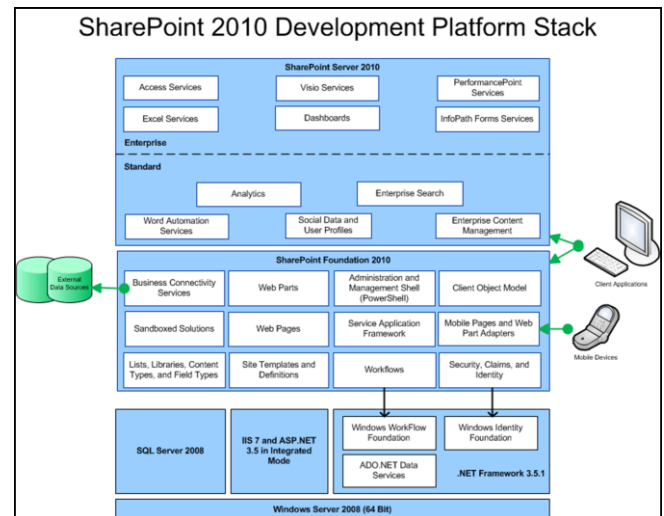 SharePoint 2010 Development Platform Stack
SharePoint Server 2010
Access Services
Visio Services
PerformancePoint
Services
Excel Services
Dashboards
InfoPath Forms Services
Enterprise
Standard
Analytics
Enterprise Search
Word Automation
Services
Social Data and
User Profiles
Enterprise Content
Management
SharePoint Foundation 2010
External
Data Sources
Client Applications
Business Connectivity
Services
Web Parts
Administration and
Management Shell
(PowerShell)
Client Object Model
Sandboxed Solutions
Web Pages
Service Application
Framework
Mobile Pages and Web
Part Adapters
Mobile Devices
Lists, Libraries, Content
Types, and Field Types
Site Templates and
Definitions
Workflows
Security, Claims, and
Identity
SQL Server 2008
IIS 7 and ASP.NET
3.5 in Integrated
Mode
Windows WorkFlow
Foundation
Windows Identity
Foundation
ADO.NET Data
Services
.NET Framework 3.5.1
Windows Server 2008 (64 Bit)